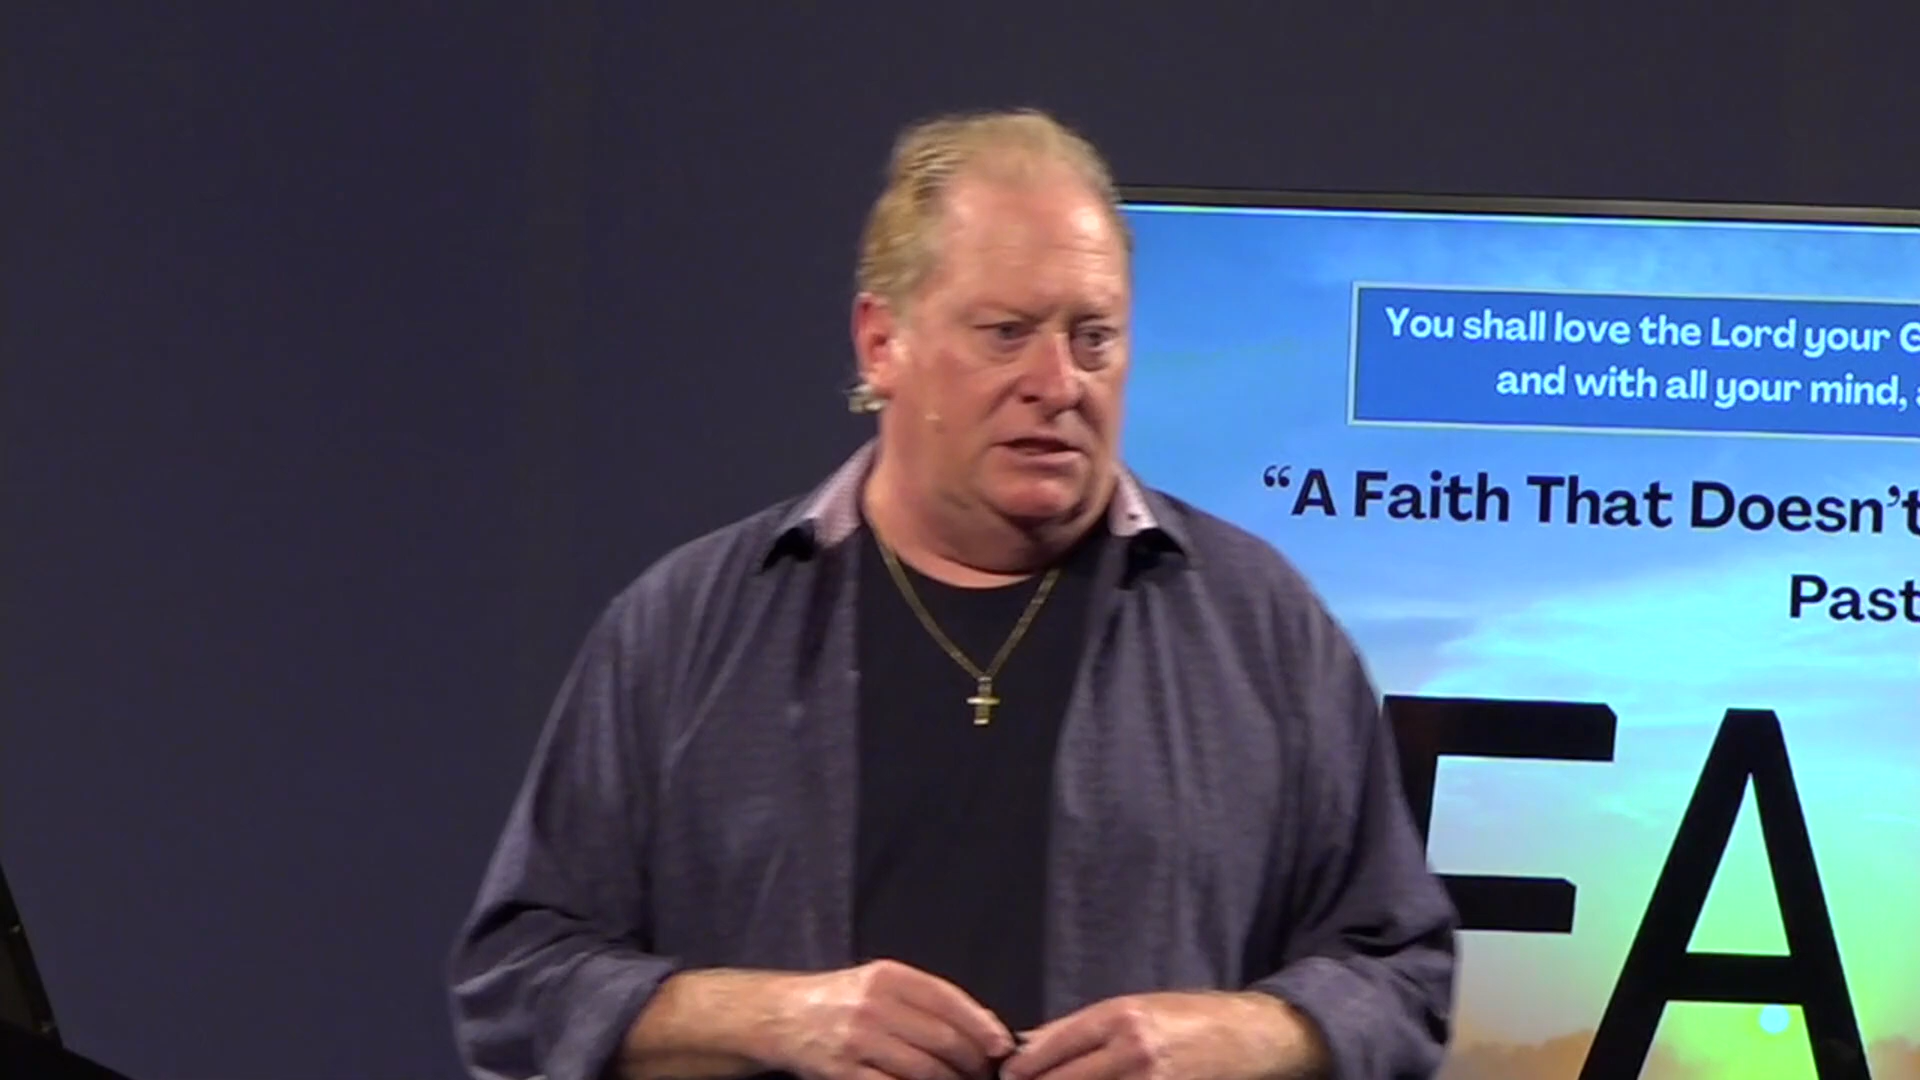 You shall love the Lord your G
and with all your mind,
“A Faith That Doesn’t
Past
FA